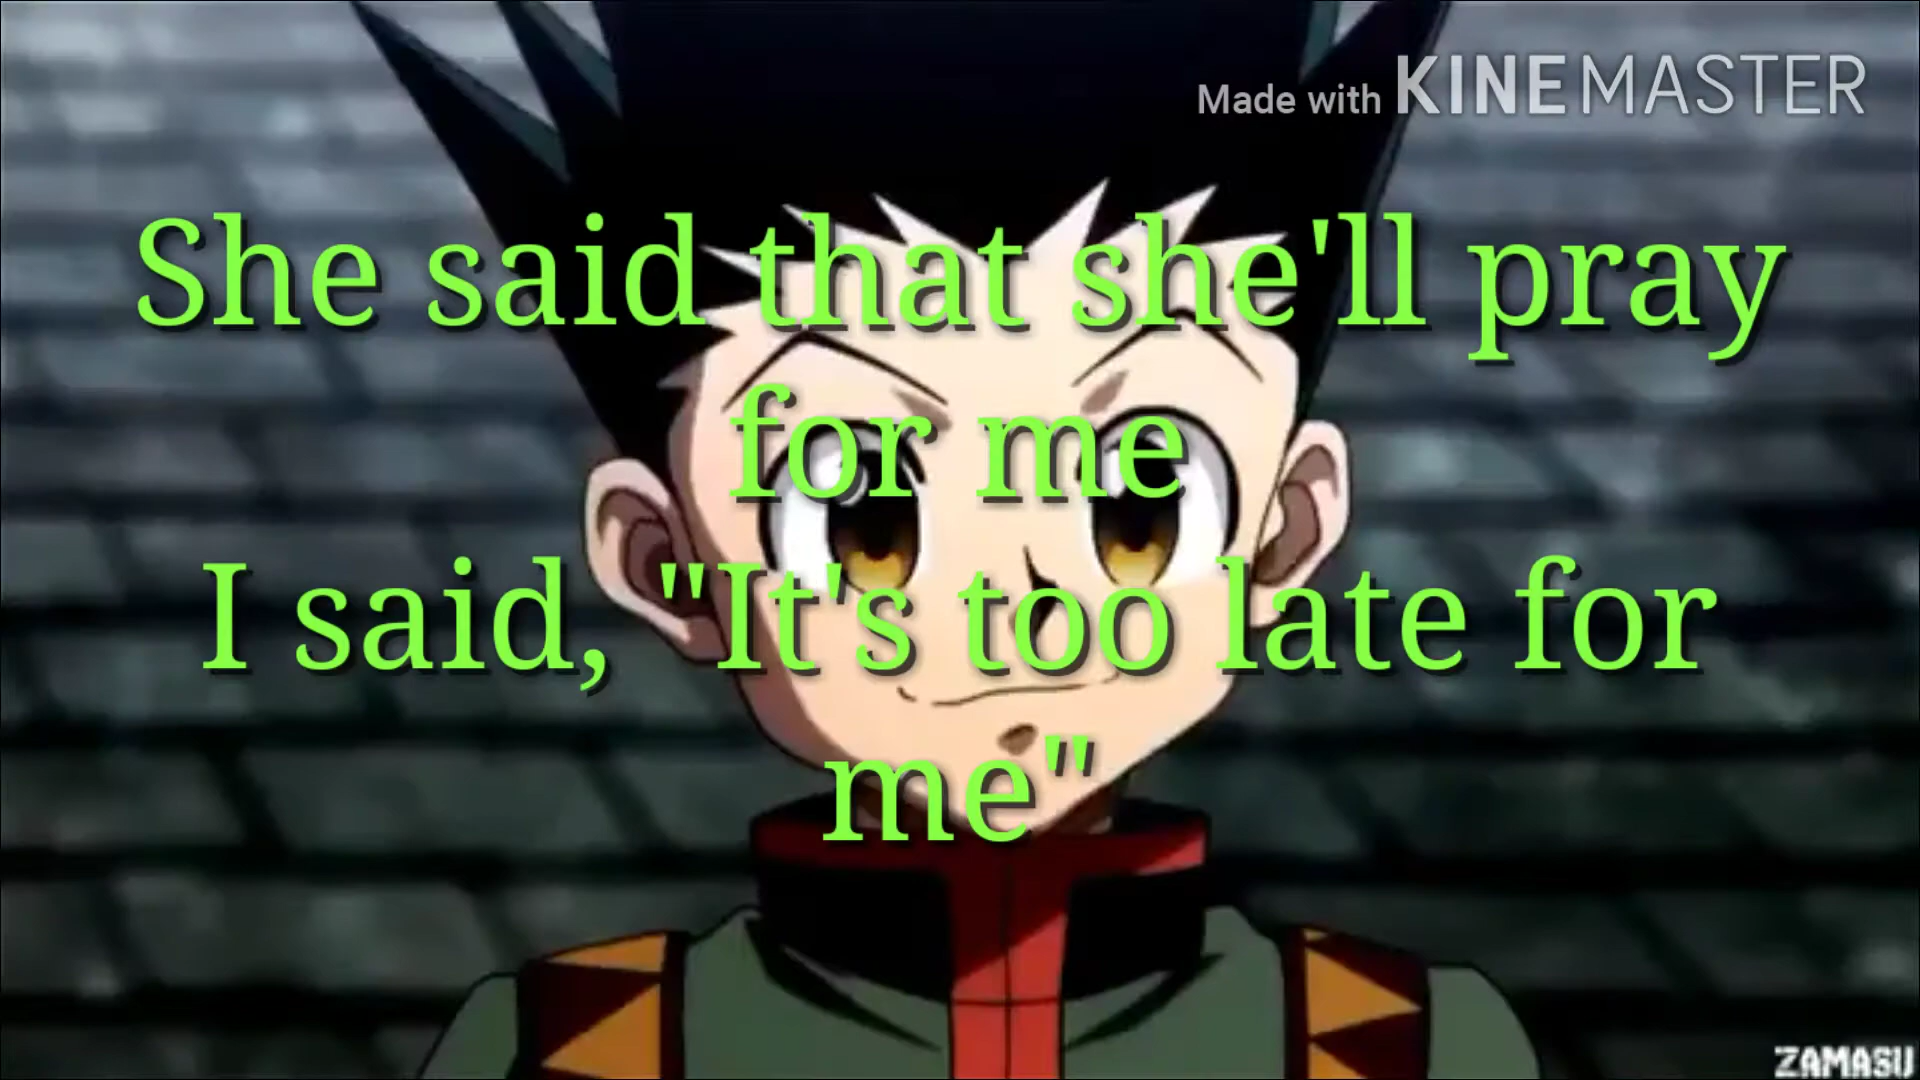 Made with KINEMASTER
She said that she'll pray
for me
I said, "It's too late for
me"
ZAMASU